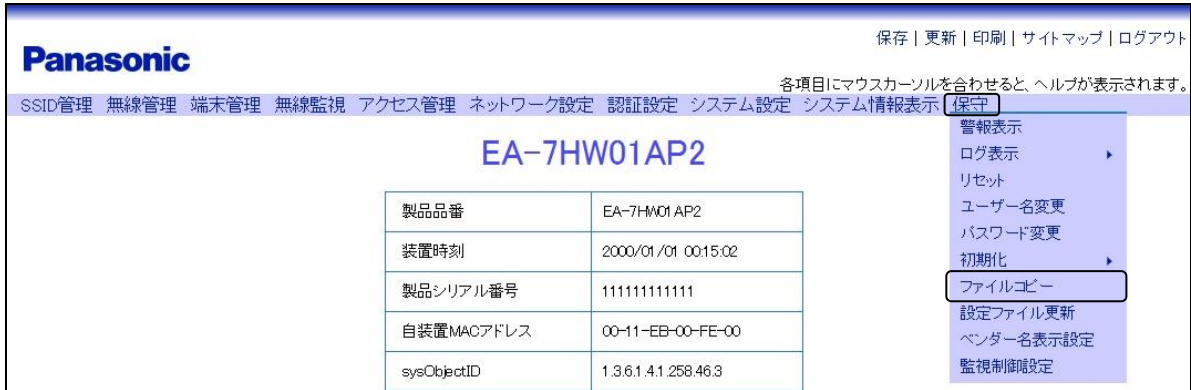 保存 | 更新 | 印刷 | サイトマップ | ログアウト
Panasonic
各項目にマウスカーソルを合わせると、ヘルプが表示されます。
SSID管理 無線管理 端末管理 無線監視 アクセス管理 ネットワーク設定 認証設定 システム設定 システム情報表示 保守
警報表示
ログ表示
リセット
ユーザー名変更
パスワード変更
初期化
ファイルコピー
設定ファイル更新
ベンダー名表示設定
監視制御設定
EA-7HW01AP2
製品品番 EA-7HW01AP2
装置時刻 2000/01/01 00:15:02
製品シリアル番号 111111111111
自装置MACアドレス 00-11-EB-00-FE-00
sysObjectID 1.3.6.1.4.1.258.46.3